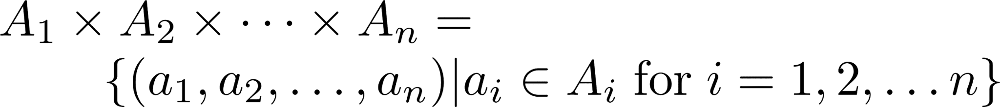 A₁ × A₂ × ⋯ × Aₙ =
{(a₁, a₂, . . . , aₙ)|aᵢ ∈ Aᵢ for i = 1, 2, . . . n}